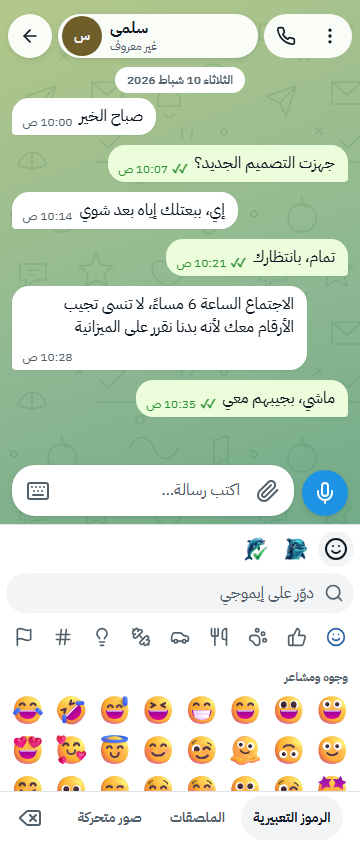 سلمى
غير معروف
س
الثلاثاء 10 شباط 2026
صباح الخير 10:00 ص
جهزت التصميم الجديد؟ 10:07 ص
إي، ببعتلك إياه بعد شوي 10:14 ص
تمام، بانتظارك 10:21 ص
الاجتماع الساعة 6 مساءً، لا تنسى تجيب
الأرقام معك لأنه بدنا نقرر على الميزانية
10:28 ص
ماشي، بجيبهم معي 10:35 ص
اكتب رسالة...
دوّر على إيموجي
وجوه ومشاعر
الرموز التعبيرية
الملصقات
صور متحركة